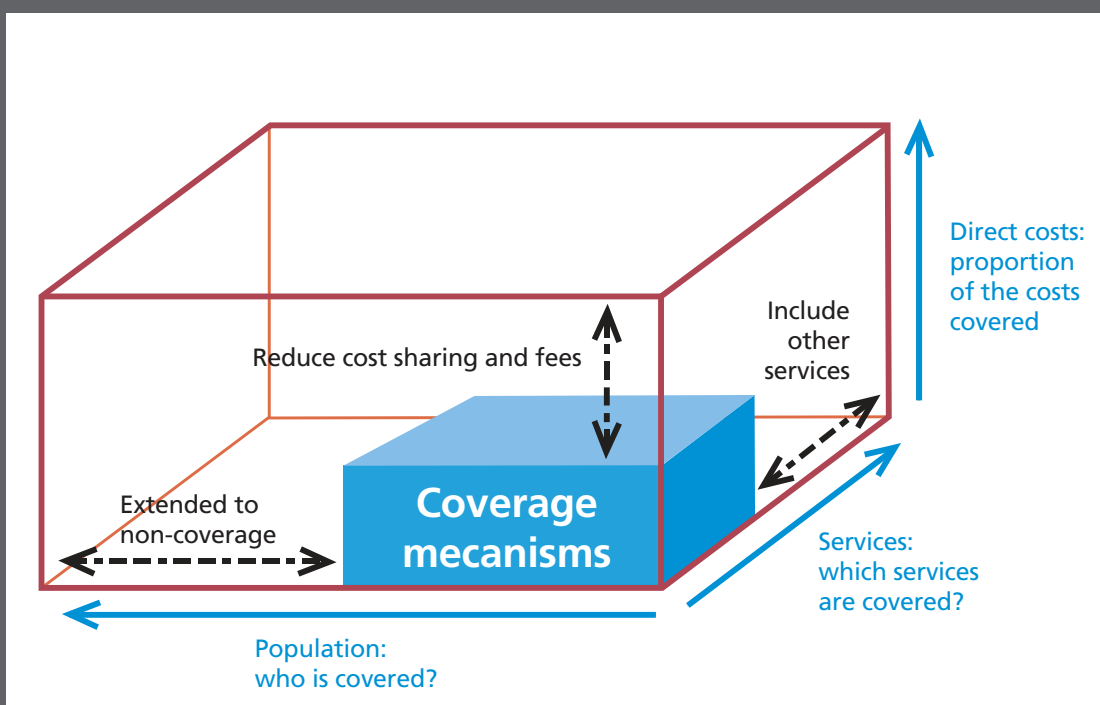 Direct costs:
proportion
of the costs
covered
Include
other
services
Reduce cost sharing and fees
Extended to
non-coverage
Coverage
mecanisms
Services:
which services
are covered?
Population:
who is covered?